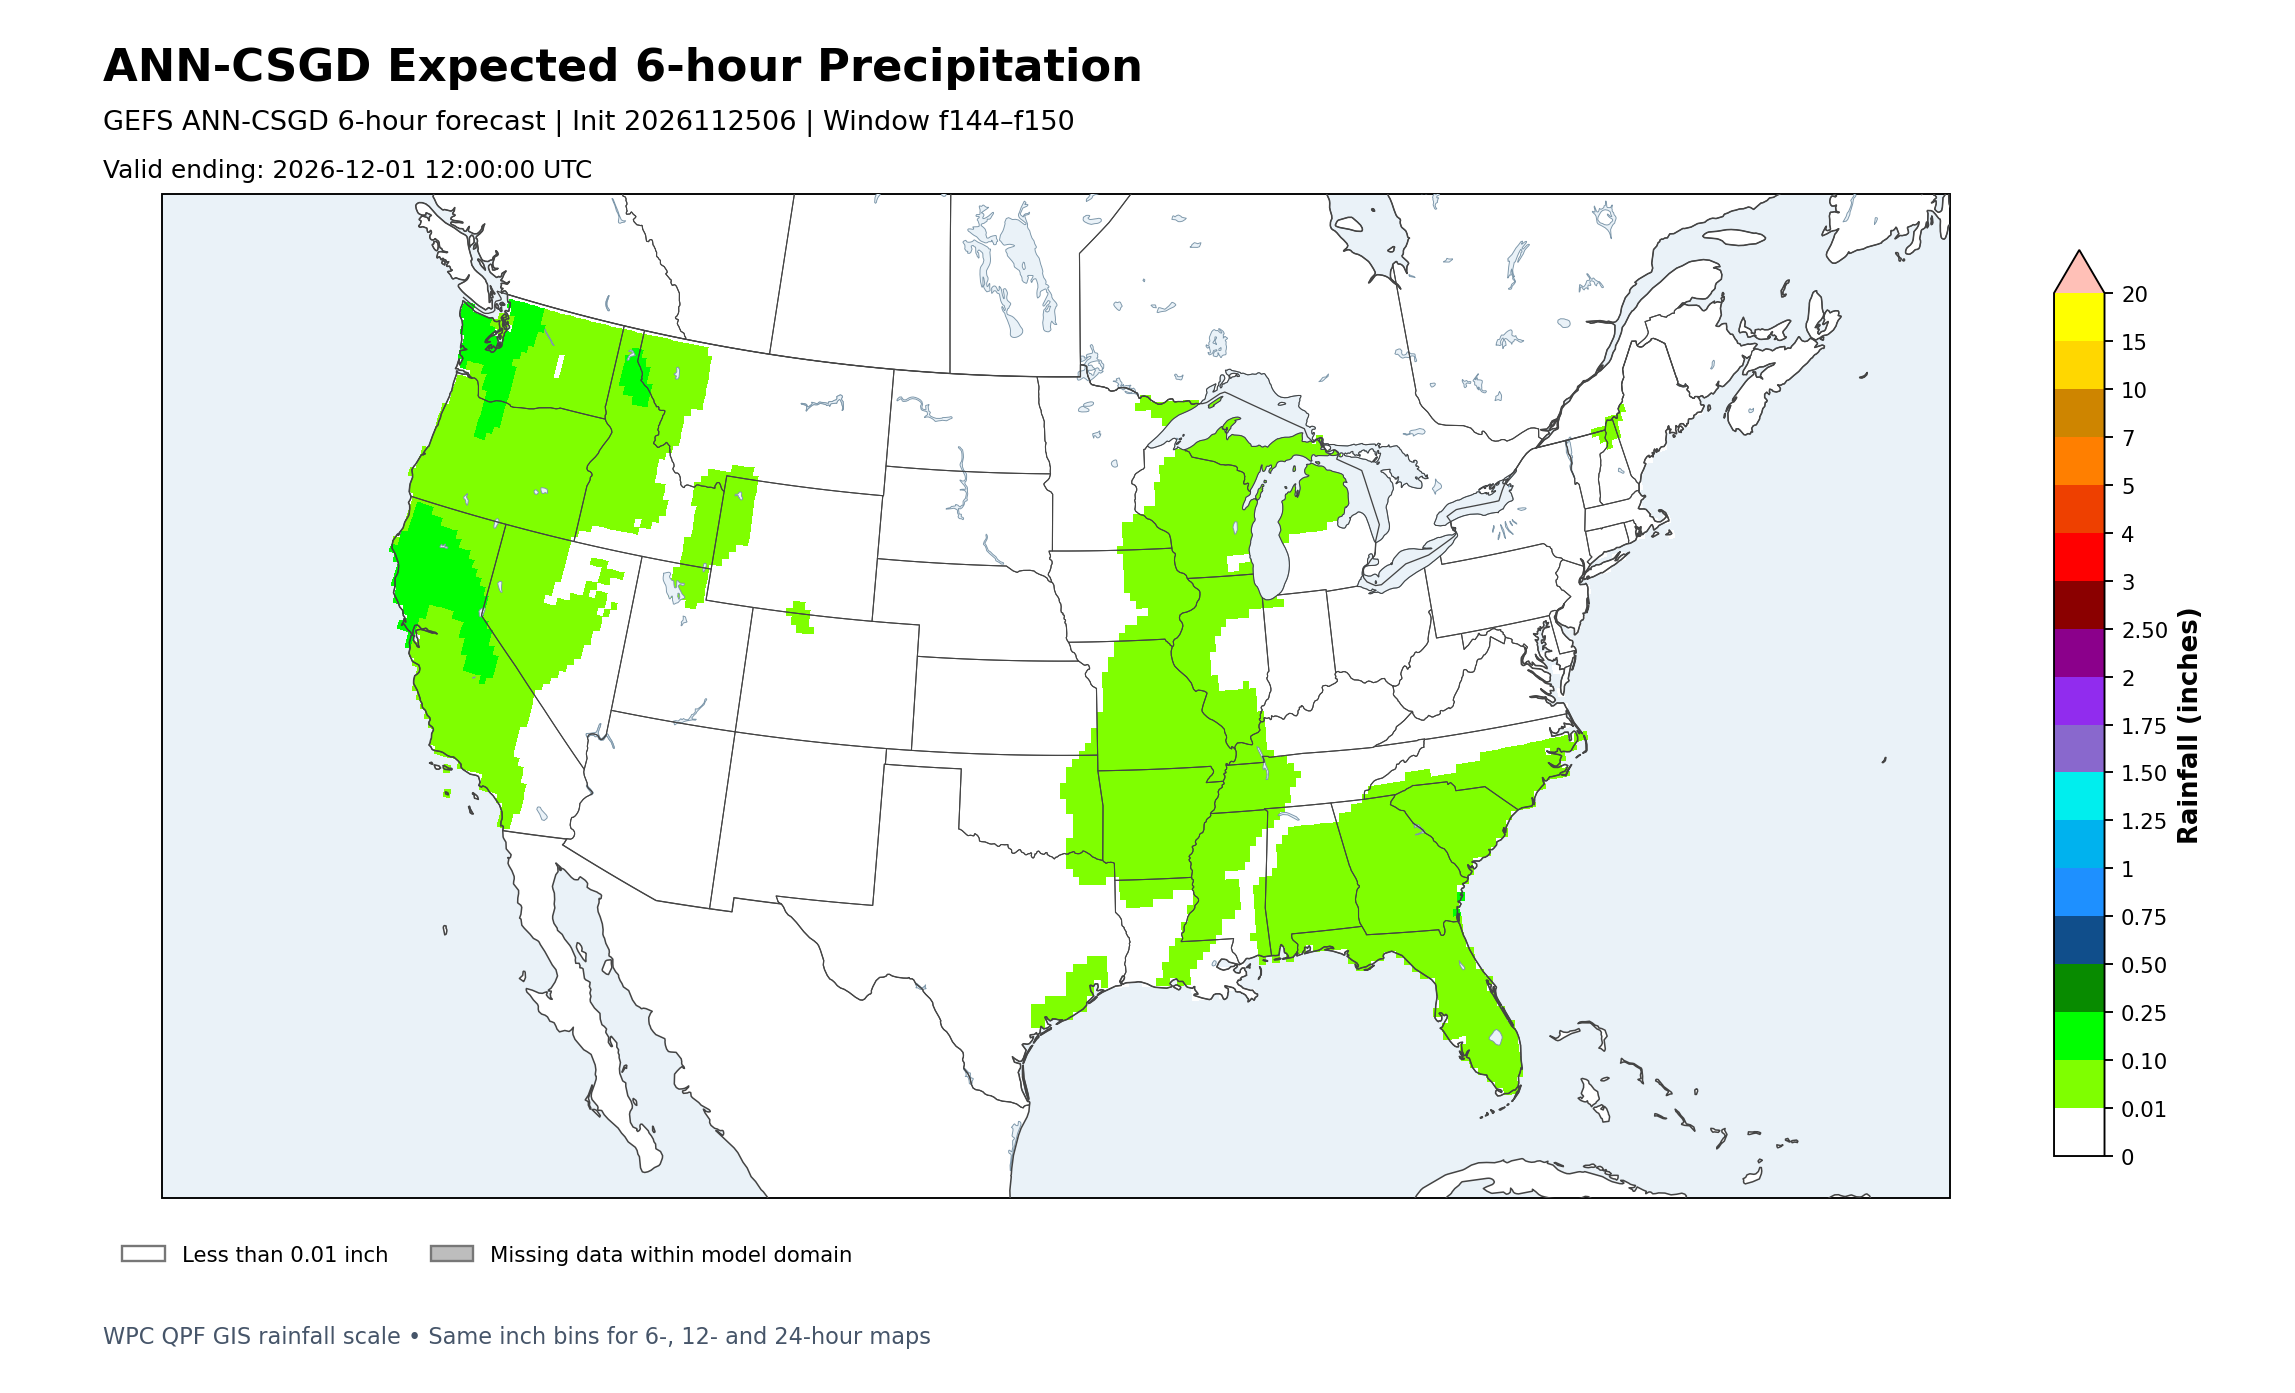 ANN-CSGD Expected 6-hour Precipitation
GEFS ANN-CSGD 6-hour forecast | Init 2026112506 | Window f144–f150
Valid ending: 2026-12-01 12:00:00 UTC
20
15
10
7
5
4
3
2.50
2
1.75
1.50
1.25
1
0.75
0.50
0.25
0.10
0.01
0
Rainfall (inches)
Less than 0.01 inch
Missing data within model domain
WPC QPF GIS rainfall scale • Same inch bins for 6-, 12- and 24-hour maps